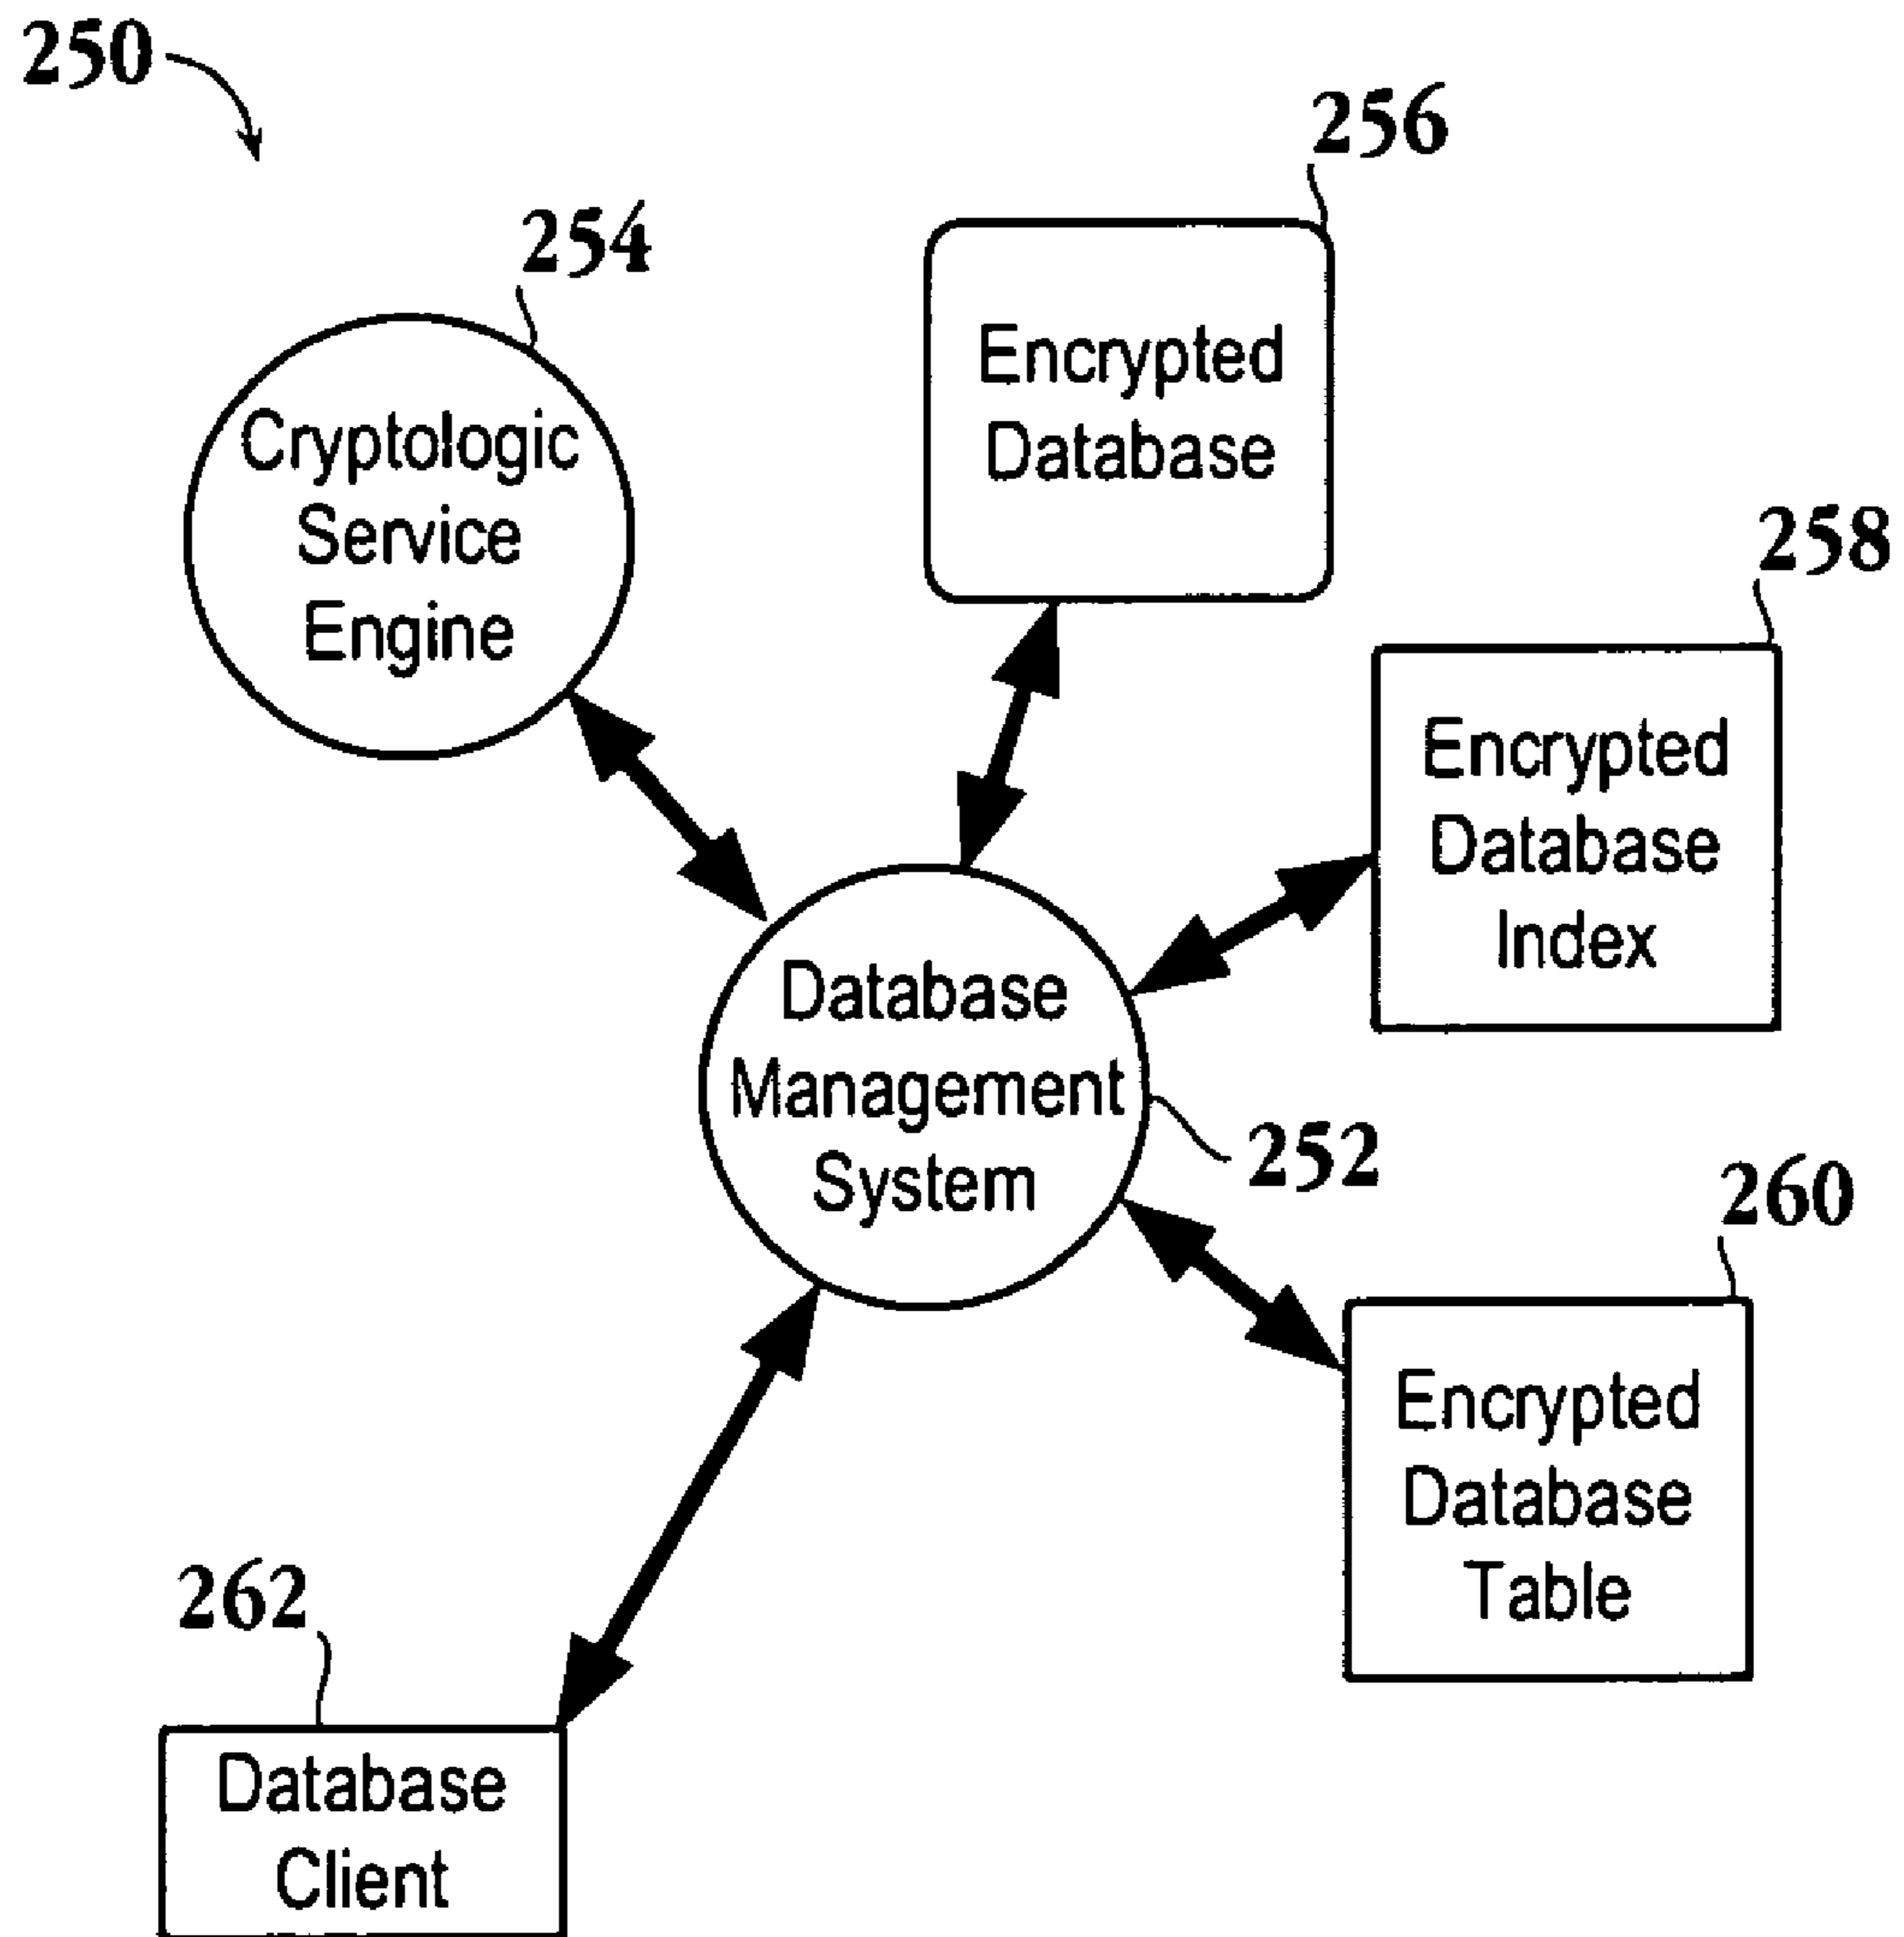 250
256
254
Encrypted
Database
258
Cryptologic
Service
Engine
Encrypted
Database
Index
Database
Management
System
252
260
Encrypted
Database
Table
262
Database
Client